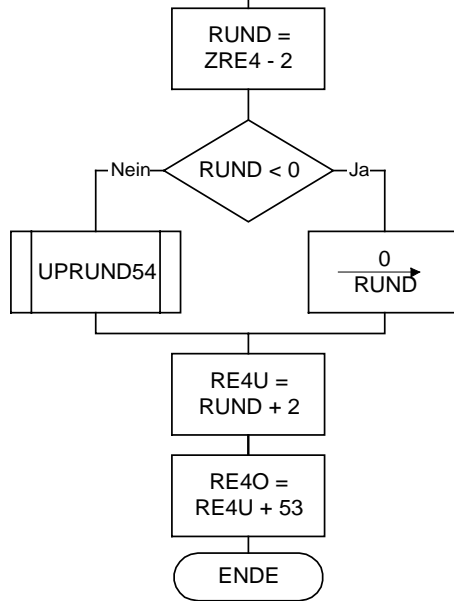 RUND =
ZRE4 - 2
RUND < 0
Nein
Ja
UPRUND54
0
RUND
RE4U =
RUND + 2
RE4O =
RE4U + 53
ENDE